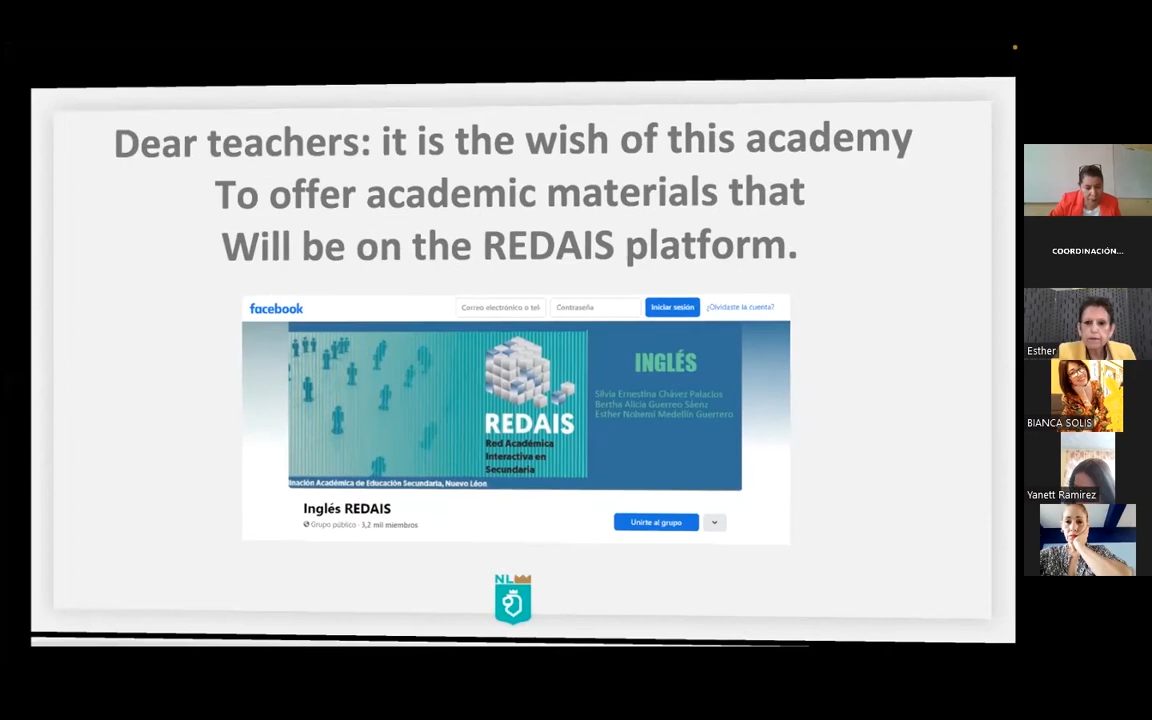 Dear teachers: it is the wish of this academy
To offer academic materials that
Will be on the REDAIS platform.
facebook
Correo electrónico o tel
Contraseña
Iniciar sesión
¿Olvidaste la cuenta?
INGLÉS
Silvia Ernestina Chávez Palacios
Bertha Alicia Guerreo Sáenz
Esther Nohemi Medellín Guerrero
REDAIS
Red Académica
Interactiva en
Secundaria
inación Académica de Educación Secundaria, Nuevo Léon
Inglés REDAIS
Grupo público · 3,2 mil miembros
Unirte al grupo
NL
COORDINACIÓN...
Esther
BIANCA SOLIS
Yanett Ramirez